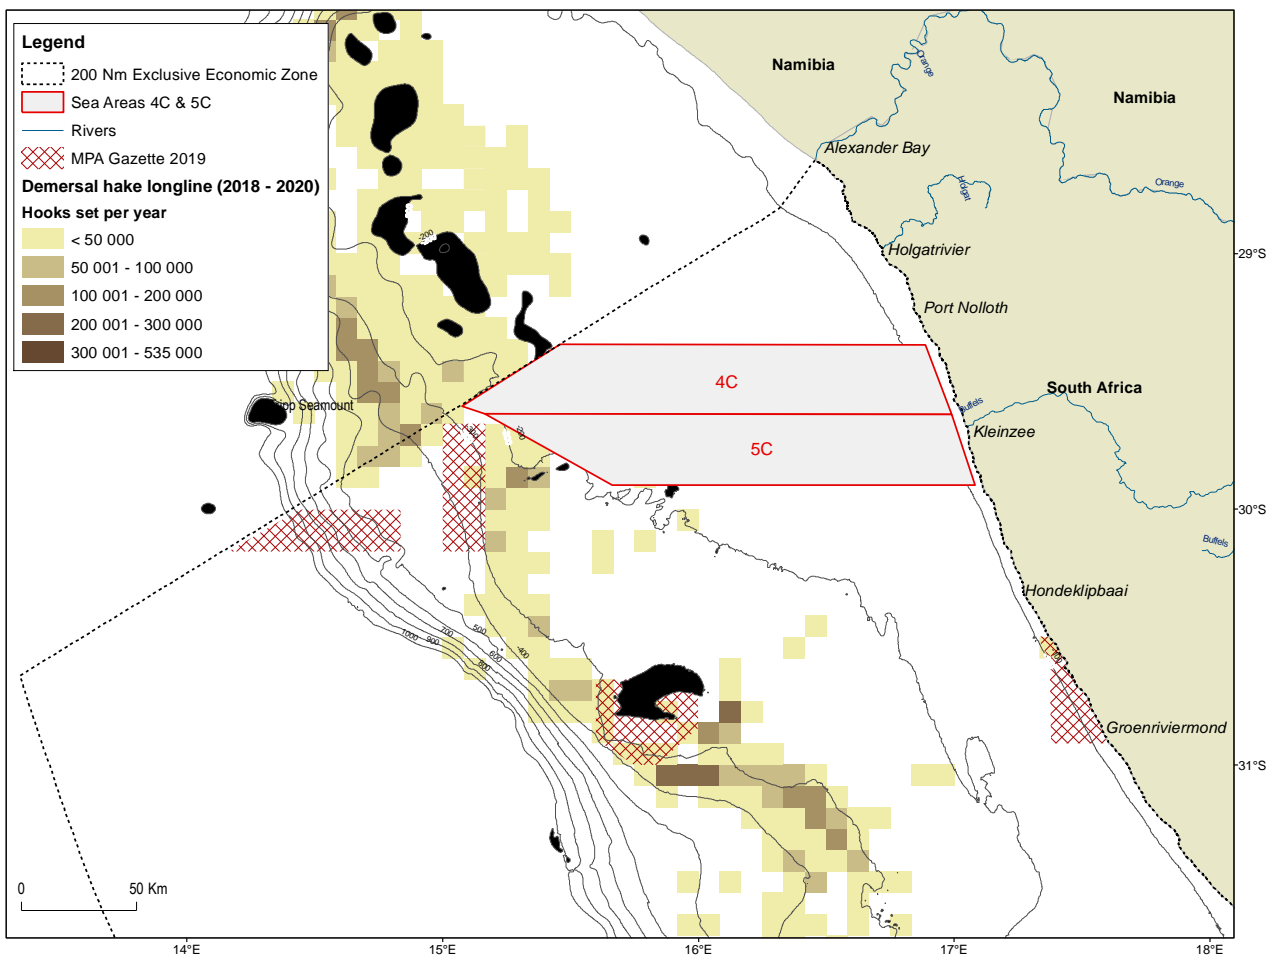 Legend
200 Nm Exclusive Economic Zone
Sea Areas 4C & 5C
Rivers
MPA Gazette 2019
Demersal hake longline (2018 - 2020)
Hooks set per year
< 50 000
50 001 - 100 000
100 001 - 200 000
200 001 - 300 000
300 001 - 535 000
Namibia
Orange
Namibia
Alexander Bay
Orange
Holgat
-200
Holgatrivier
29°S
Port Nolloth
4C
South Africa
Tripp Seamount
Buffels
Kleinzee
5C
30°S
Buffels
Hondeklipbaai
500
700
900
1000
-400
600
800
Groenriviermond
31°S
0 50 Km
14°E 15°E 16°E 17°E 18°E